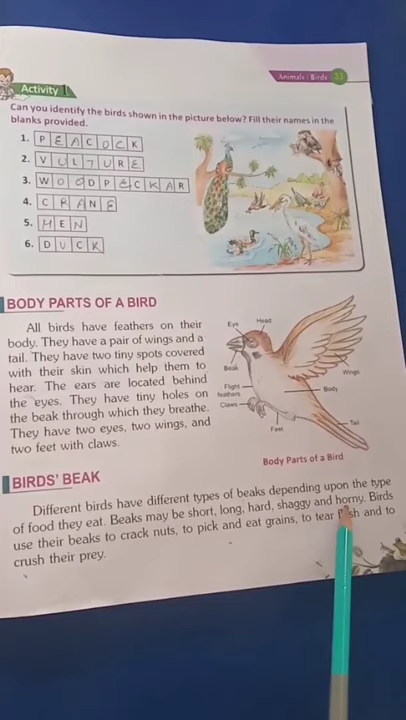 Animals : Birds 33
Activity 1
Can you identify the birds shown in the picture below? Fill their names in the
blanks provided.
1. PEACOCK
2. VULTURE
3. WOODPECKAR
4. CRANE
5. HEN
6. DUCK
BODY PARTS OF A BIRD
All birds have feathers on their
body. They have a pair of wings and a
tail. They have two tiny spots covered
with their skin which help them to
hear. The ears are located behind
the eyes. They have tiny holes on
the beak through which they breathe.
They have two eyes, two wings, and
two feet with claws.
Eye
Head
Beak
Wings
Flight
feathers
Body
Claws
Tail
Feet
Body Parts of a Bird
BIRDS' BEAK
Different birds have different types of beaks depending upon the type
of food they eat. Beaks may be short, long, hard, shaggy and horny. Birds
use their beaks to crack nuts, to pick and eat grains, to tear flesh and to
crush their prey.